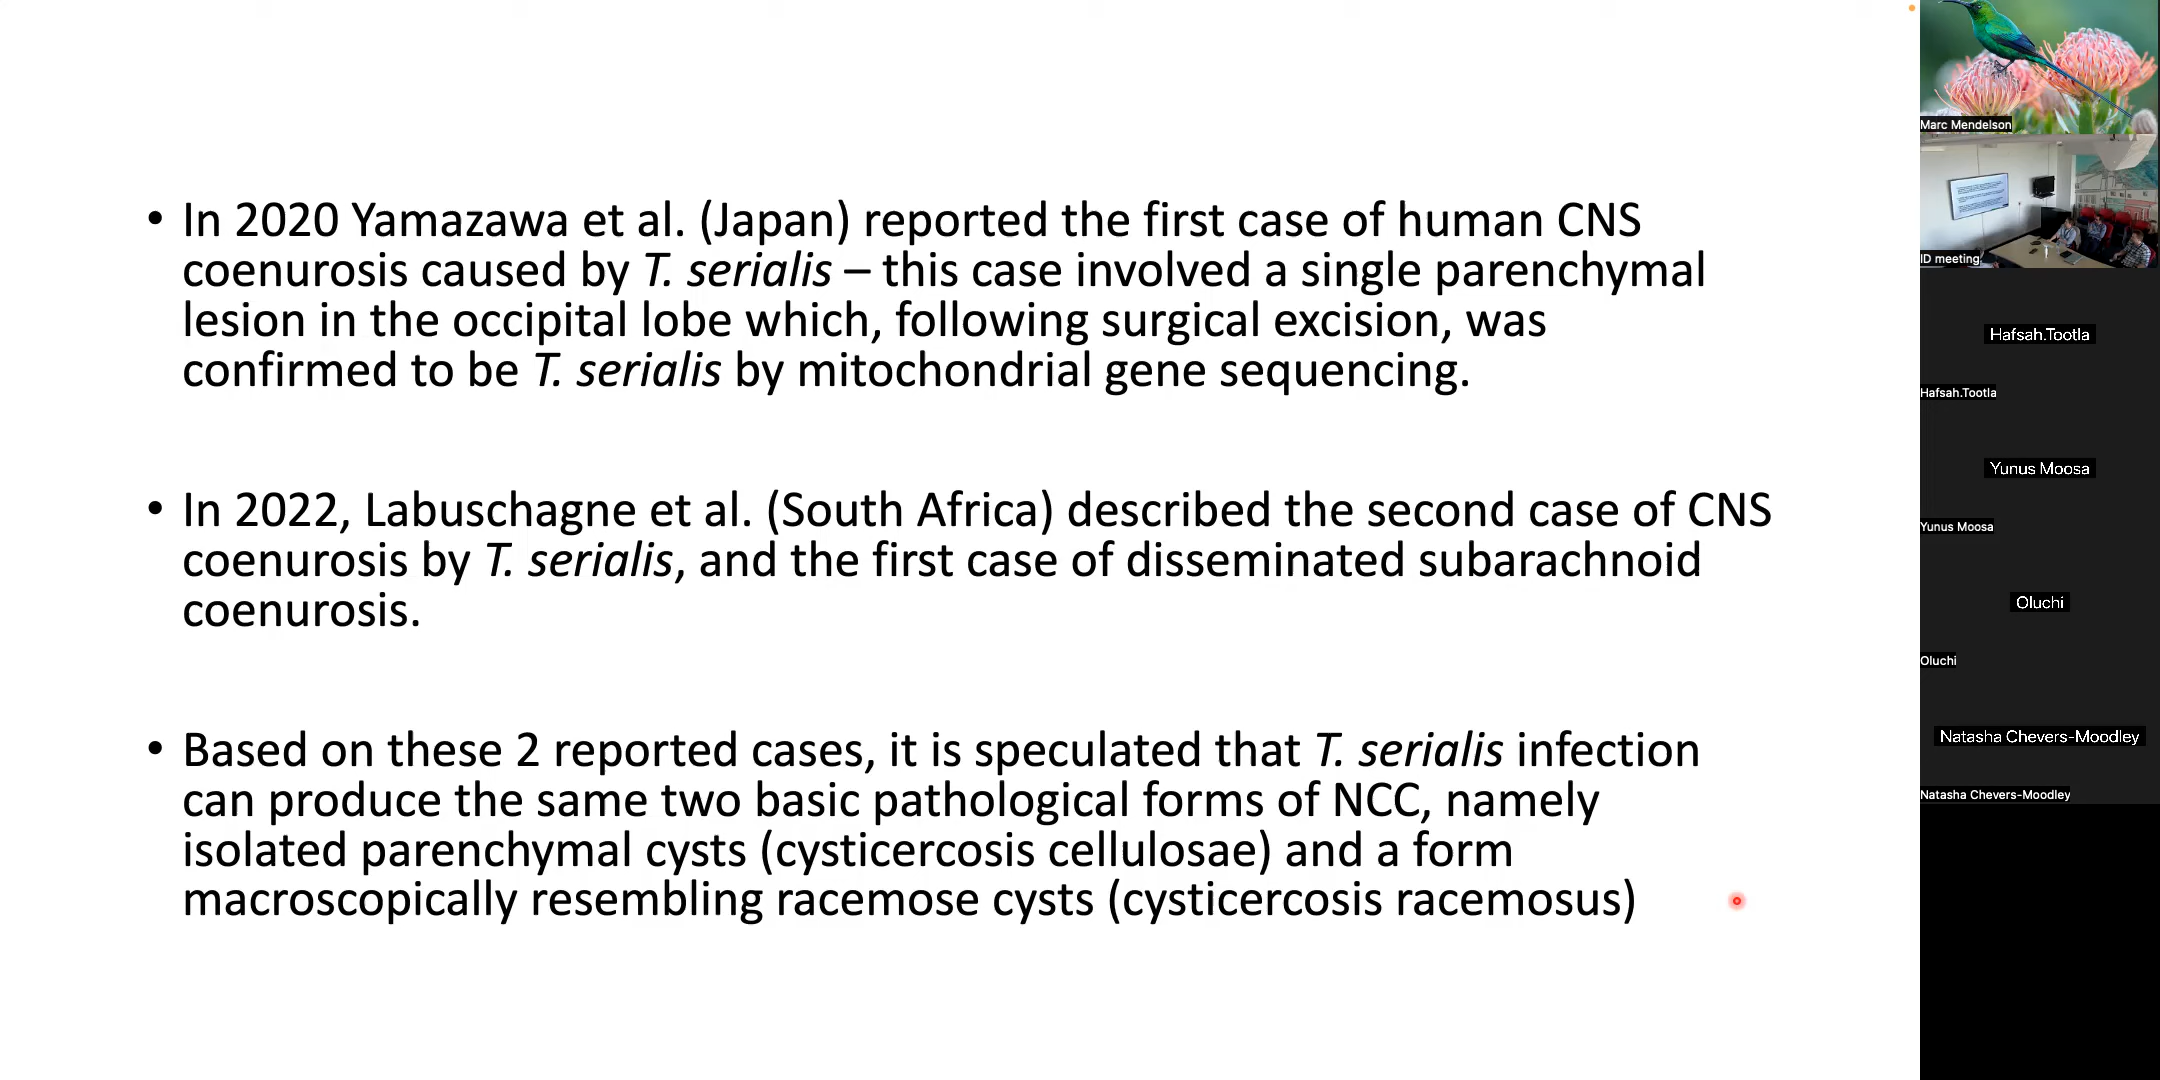 • In 2020 Yamazawa et al. (Japan) reported the first case of human CNS
coenurosis caused by T. serialis – this case involved a single parenchymal
lesion in the occipital lobe which, following surgical excision, was
confirmed to be T. serialis by mitochondrial gene sequencing.
• In 2022, Labuschagne et al. (South Africa) described the second case of CNS
coenurosis by T. serialis, and the first case of disseminated subarachnoid
coenurosis.
• Based on these 2 reported cases, it is speculated that T. serialis infection
can produce the same two basic pathological forms of NCC, namely
isolated parenchymal cysts (cysticercosis cellulosae) and a form
macroscopically resembling racemose cysts (cysticercosis racemosus)
Marc Mendelson
ID meeting
Hafsah.Tootla
Hafsah.Tootla
Yunus Moosa
Yunus Moosa
Oluchi
Oluchi
Natasha Chevers-Moodley
Natasha Chevers-Moodley